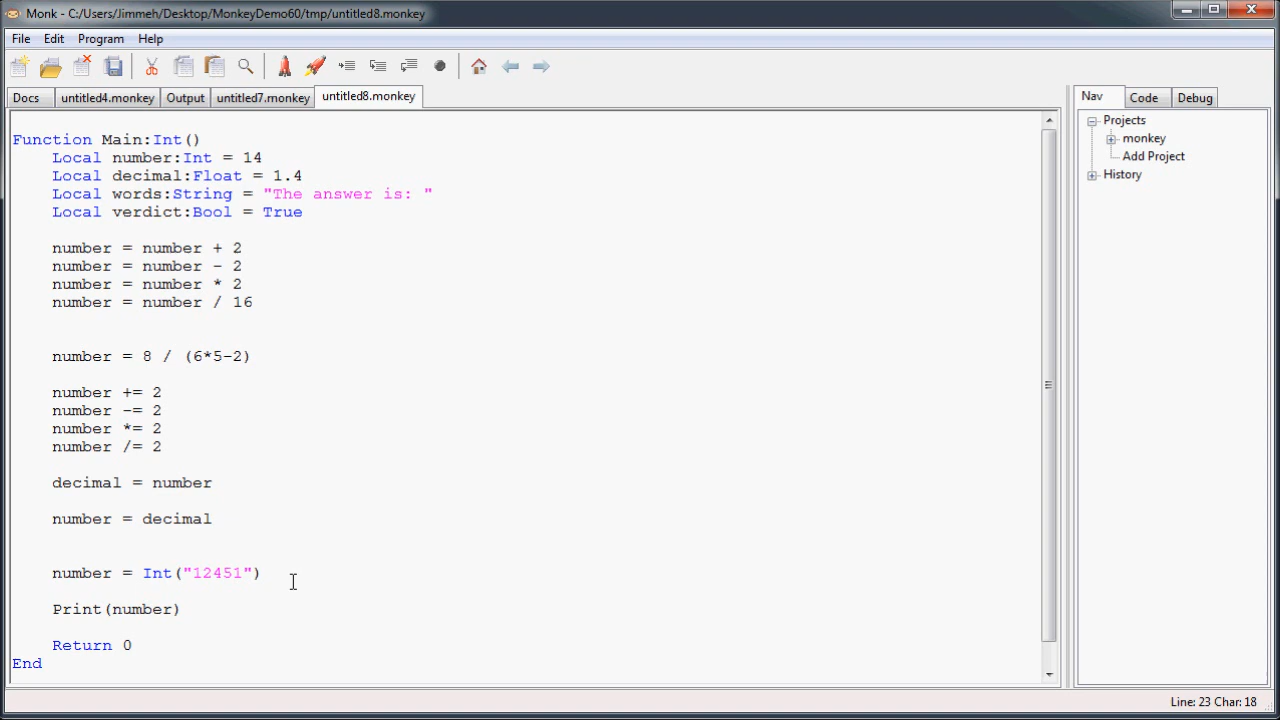 Monk - C:/Users/Jimmeh/Desktop/MonkeyDemo60/tmp/untitled8.monkey
File Edit Program Help
Docs untitled4.monkey Output untitled7.monkey untitled8.monkey
Nav Code Debug
Projects
monkey
Add Project
History
Function Main:Int()
Local number:Int = 14
Local decimal:Float = 1.4
Local words:String = "The answer is: "
Local verdict:Bool = True
number = number + 2
number = number - 2
number = number * 2
number = number / 16
number = 8 / (6*5-2)
number += 2
number -= 2
number *= 2
number /= 2
decimal = number
number = decimal
number = Int("12451")
Print(number)
Return 0
End
Line: 23 Char: 18